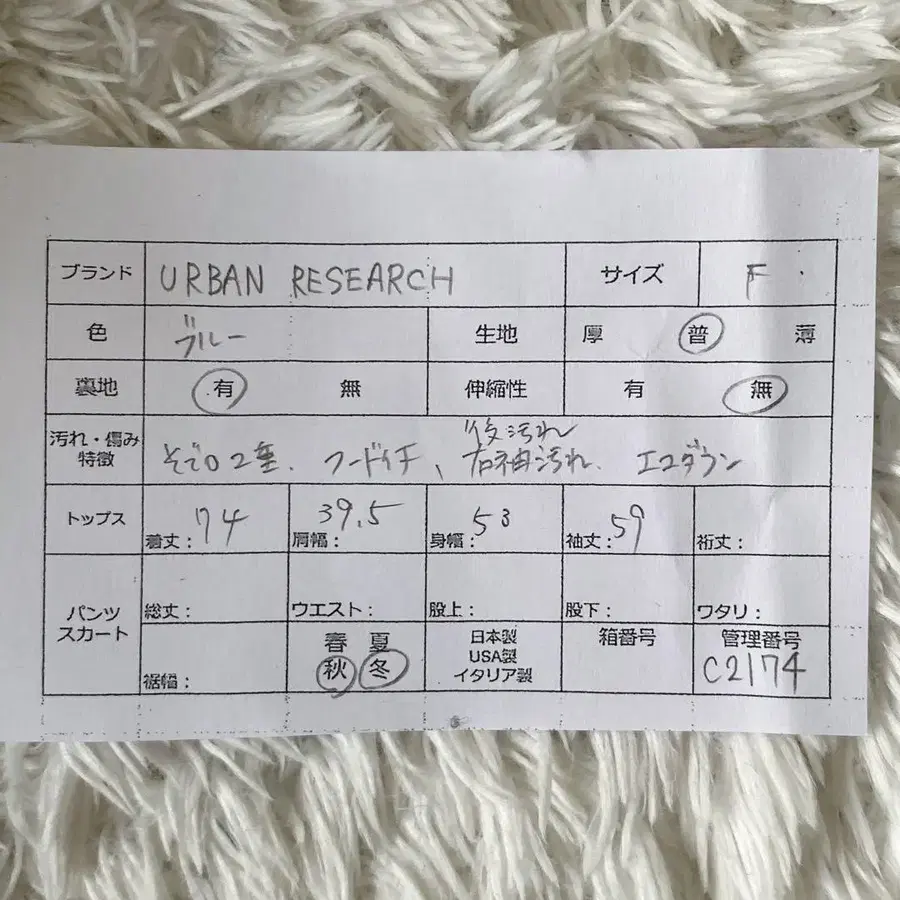 ブランド URBAN RESEARCH サイズ F
色 ブルー 生地 厚 普 薄
裏地 有 無 伸縮性 有 無
汚れ・傷み
特徴
後汚れ
そで口2重、フードイチ、右袖汚れ、エコダウン
トップス 着丈：74 肩幅：39.5 身幅：53 袖丈：59 裄丈：
パンツ
スカート
総丈： ウエスト： 股上： 股下： ワタリ：
裾幅：
春 夏
秋 冬
日本製
USA製
イタリア製
箱番号
管理番号
C2174